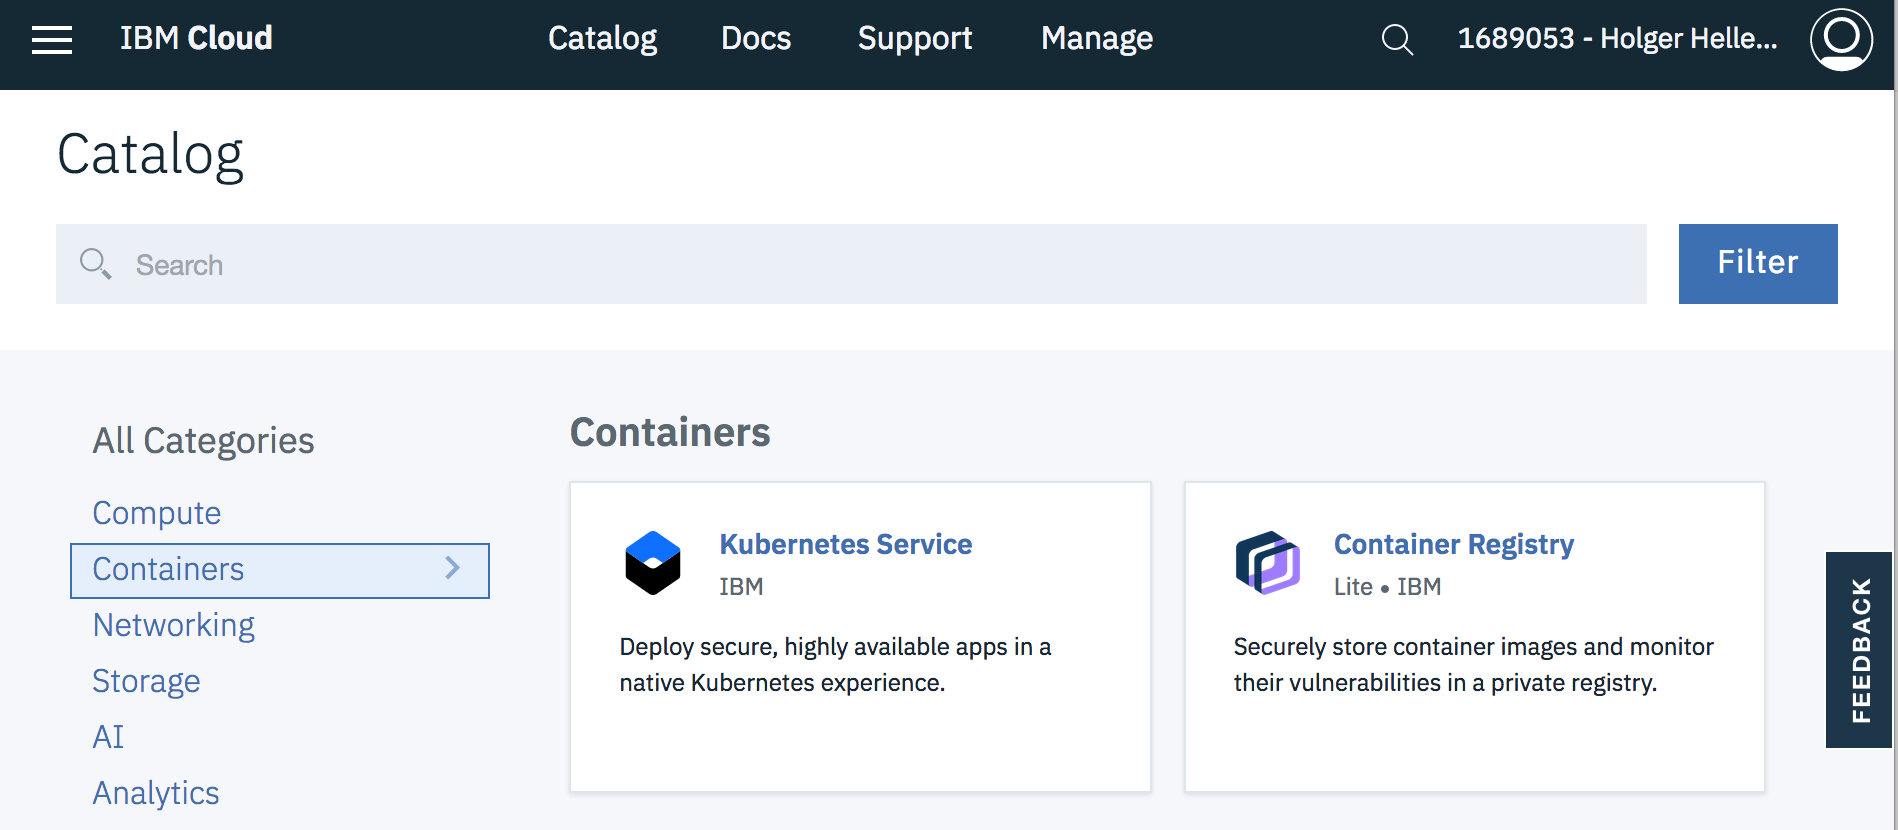 IBM Cloud
Catalog
Docs
Support
Manage
1689053 - Holger Helle...
Catalog
Search
Filter
All Categories
Compute
Containers
Networking
Storage
AI
Analytics
Containers
Kubernetes Service
IBM
Deploy secure, highly available apps in a
native Kubernetes experience.
Container Registry
Lite • IBM
Securely store container images and monitor
their vulnerabilities in a private registry.
FEEDBACK